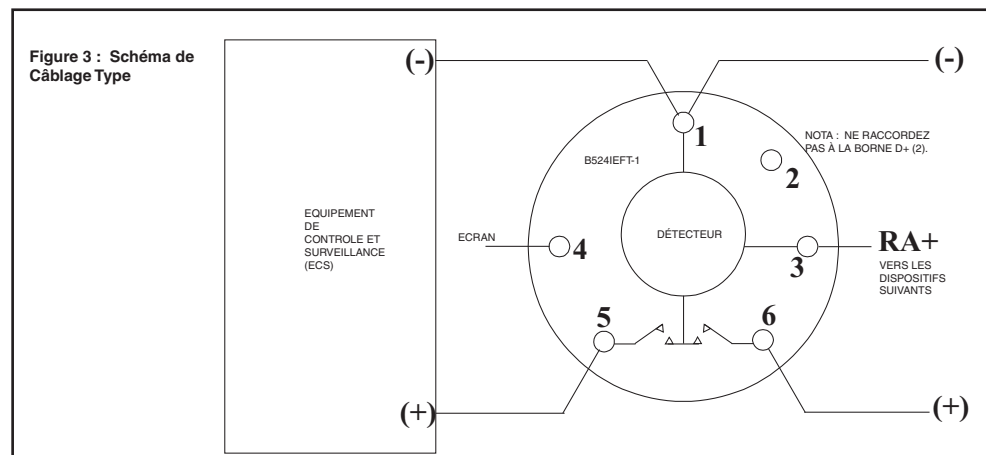 Figure 3 : Schéma de
Câblage Type
(-)
(-)
1
NOTA : NE RACCORDEZ
PAS À LA BORNE D+ (2).
B524IEFT-1
2
EQUIPEMENT
DE
CONTROLE ET
SURVEILLANCE
(ECS)
ECRAN
4
DÉTECTEUR
3
RA+
VERS LES
DISPOSITIFS
SUIVANTS
5
6
(+)
(+)